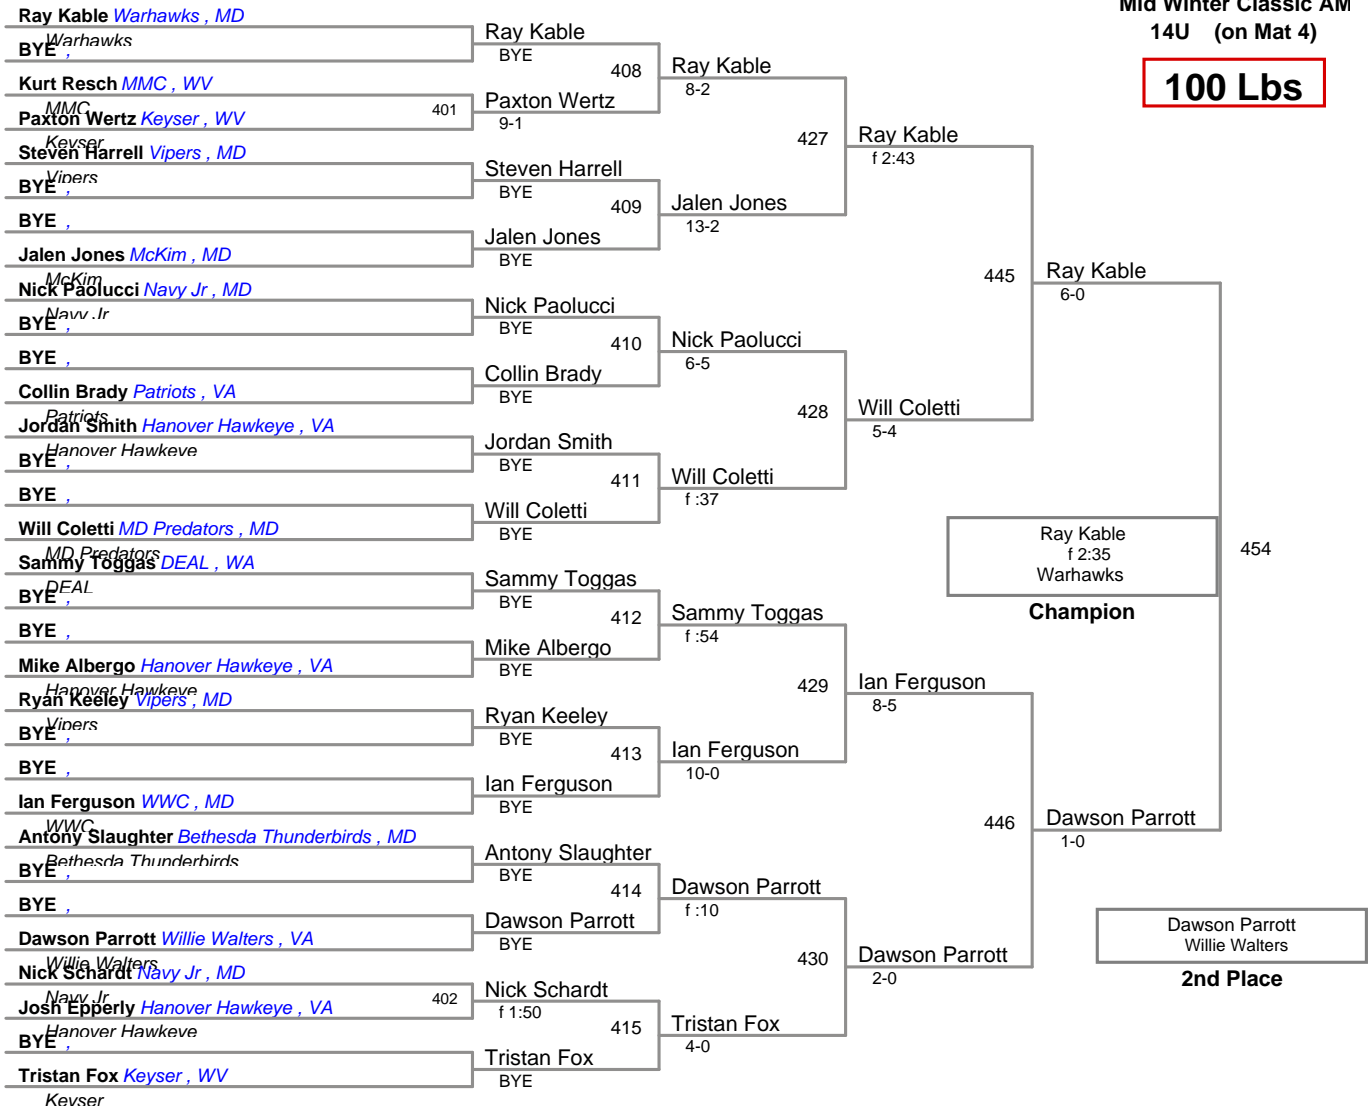 Mid Winter Classic AM
14U (on Mat 4)
100 Lbs
Ray Kable Warhawks , MD
Warhawks
BYE ,
Kurt Resch MMC , WV
MMC
Paxton Wertz Keyser , WV
Keyser
Steven Harrell Vipers , MD
Vipers
BYE ,
BYE ,
Jalen Jones McKim , MD
McKim
Nick Paolucci Navy Jr , MD
Navy Jr
BYE ,
BYE ,
Collin Brady Patriots , VA
Patriots
Jordan Smith Hanover Hawkeye , VA
Hanover Hawkeye
BYE ,
BYE ,
Will Coletti MD Predators , MD
MD Predators
Sammy Toggas DEAL , WA
DEAL
BYE ,
BYE ,
Mike Albergo Hanover Hawkeye , VA
Hanover Hawkeye
Ryan Keeley Vipers , MD
Vipers
BYE ,
BYE ,
Ian Ferguson WWC , MD
WWC
Antony Slaughter Bethesda Thunderbirds , MD
Bethesda Thunderbirds
BYE ,
BYE ,
Dawson Parrott Willie Walters , VA
Willie Walters
Nick Schardt Navy Jr , MD
Navy Jr
Josh Epperly Hanover Hawkeye , VA
Hanover Hawkeye
BYE ,
Tristan Fox Keyser , WV
Keyser
401
402
Ray Kable
BYE
Paxton Wertz
9-1
Steven Harrell
BYE
Jalen Jones
BYE
Nick Paolucci
BYE
Collin Brady
BYE
Jordan Smith
BYE
Will Coletti
BYE
Sammy Toggas
BYE
Mike Albergo
BYE
Ryan Keeley
BYE
Ian Ferguson
BYE
Antony Slaughter
BYE
Dawson Parrott
BYE
Nick Schardt
f 1:50
Tristan Fox
BYE
408
409
410
411
412
413
414
415
Ray Kable
8-2
Jalen Jones
13-2
Nick Paolucci
6-5
Will Coletti
f :37
Sammy Toggas
f :54
Ian Ferguson
10-0
Dawson Parrott
f :10
Tristan Fox
4-0
427
428
429
430
Ray Kable
f 2:43
Will Coletti
5-4
Ian Ferguson
8-5
Dawson Parrott
2-0
445
446
Ray Kable
6-0
Dawson Parrott
1-0
454
Ray Kable
f 2:35
Warhawks
Champion
Dawson Parrott
Willie Walters
2nd Place